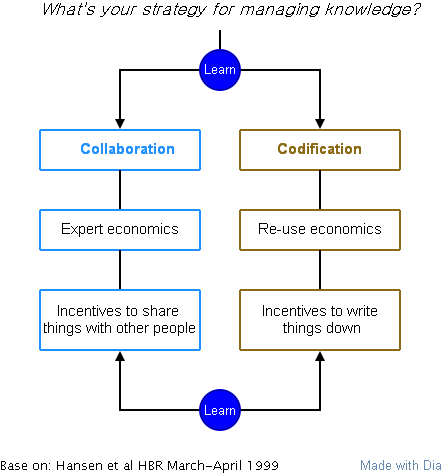 What's your strategy for managing knowledge?
Learn
Collaboration
Codification
Expert economics
Re-use economics
Incentives to share
things with other people
Incentives to write
things down
Learn
Base on: Hansen et al HBR March-April 1999
Made with Dia